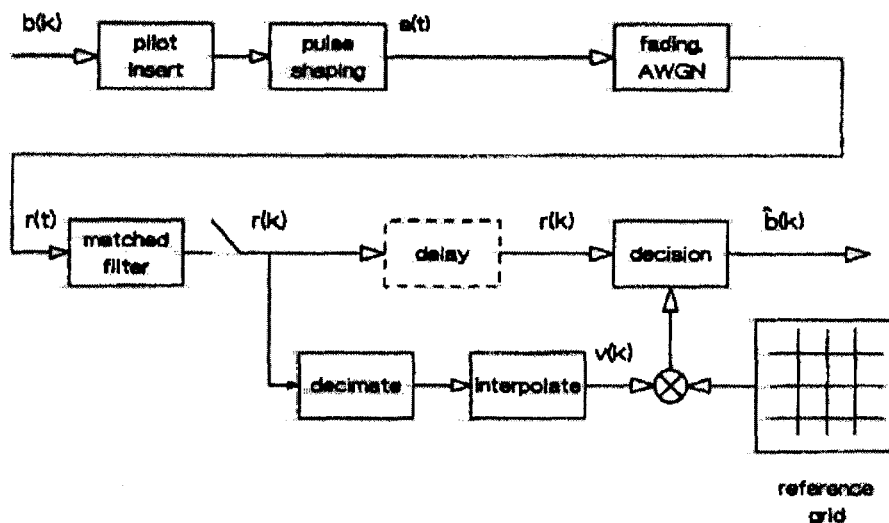 b(k)
pilot
insert
pulse
shaping
s(t)
fading,
AWGN
r(t)
matched
filter
r(k)
delay
r(k)
decision
b̂(k)
decimate
interpolate
v(k)
reference
grid